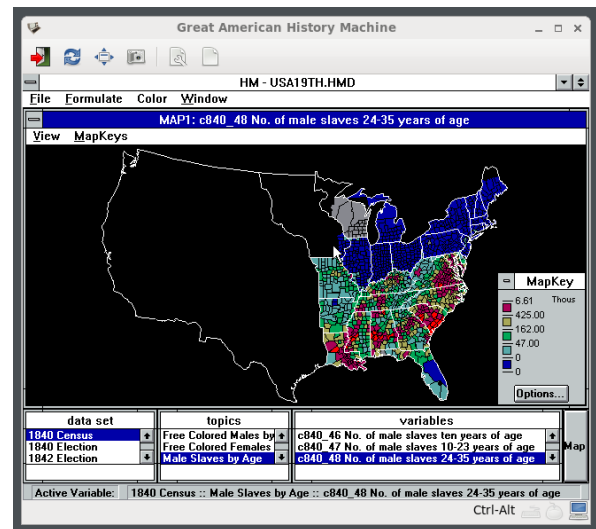 Great American History Machine
HM - USA19TH.HMD
File Formulate Color Window
MAP1: c840_48 No. of male slaves 24-35 years of age
View MapKeys
MapKey
6.61 Thous
425.00
162.00
47.00
0
0
Options...
data set topics variables
1840 Census Free Colored Males by c840_46 No. of male slaves ten years of age
1840 Election Free Colored Females c840_47 No. of male slaves 10-23 years of age
1842 Election Male Slaves by Age c840_48 No. of male slaves 24-35 years of age
Map
Active Variable: 1840 Census :: Male Slaves by Age :: c840_48 No. of male slaves 24-35 years of age
Ctrl-Alt